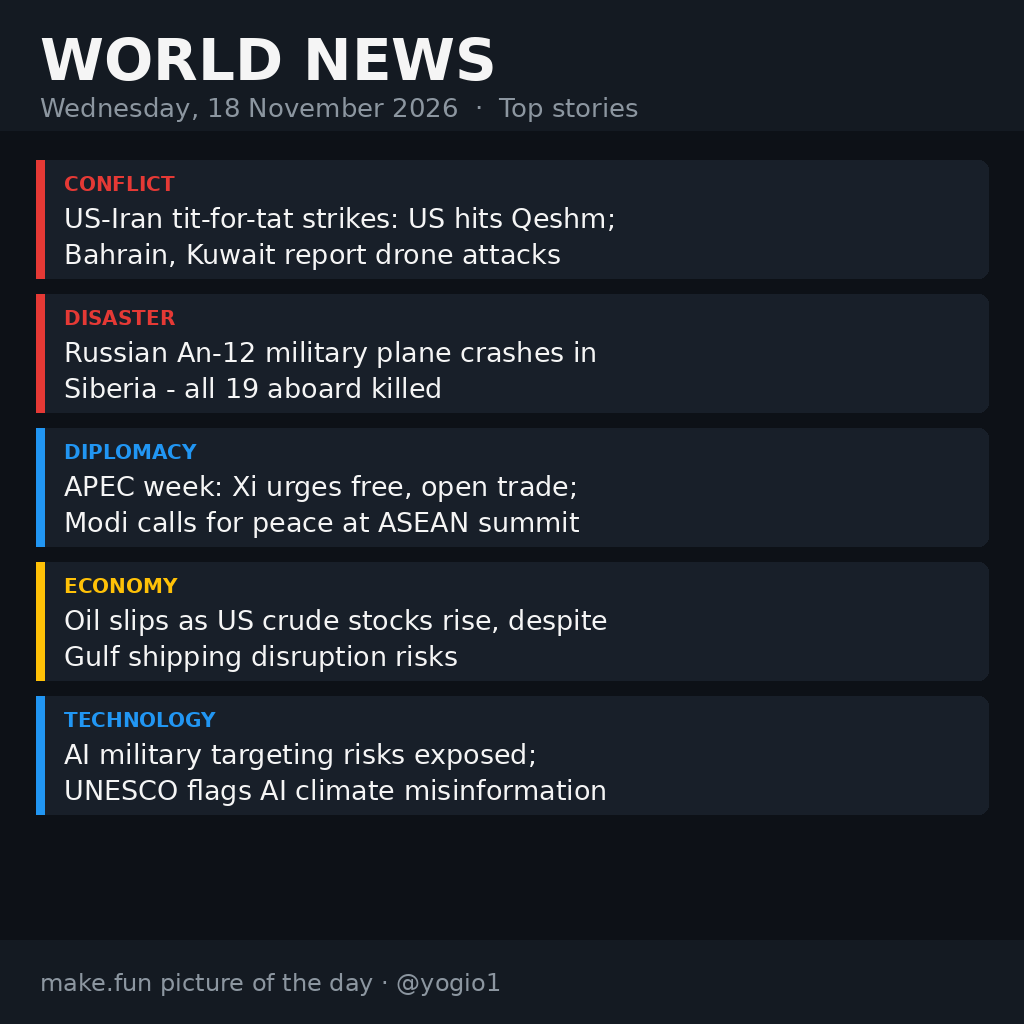 WORLD NEWS
Wednesday, 18 November 2026 · Top stories
CONFLICT
US-Iran tit-for-tat strikes: US hits Qeshm;
Bahrain, Kuwait report drone attacks
DISASTER
Russian An-12 military plane crashes in
Siberia - all 19 aboard killed
DIPLOMACY
APEC week: Xi urges free, open trade;
Modi calls for peace at ASEAN summit
ECONOMY
Oil slips as US crude stocks rise, despite
Gulf shipping disruption risks
TECHNOLOGY
AI military targeting risks exposed;
UNESCO flags AI climate misinformation
make.fun picture of the day · @yogio1